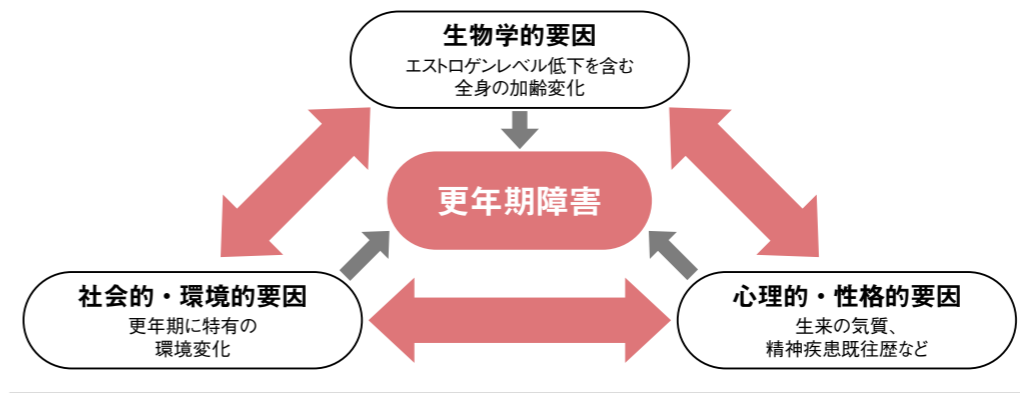 生物学的要因
エストロゲンレベル低下を含む
全身の加齢変化
更年期障害
社会的・環境的要因
更年期に特有の
環境変化
心理的・性格的要因
生来の気質、
精神疾患既往歴など